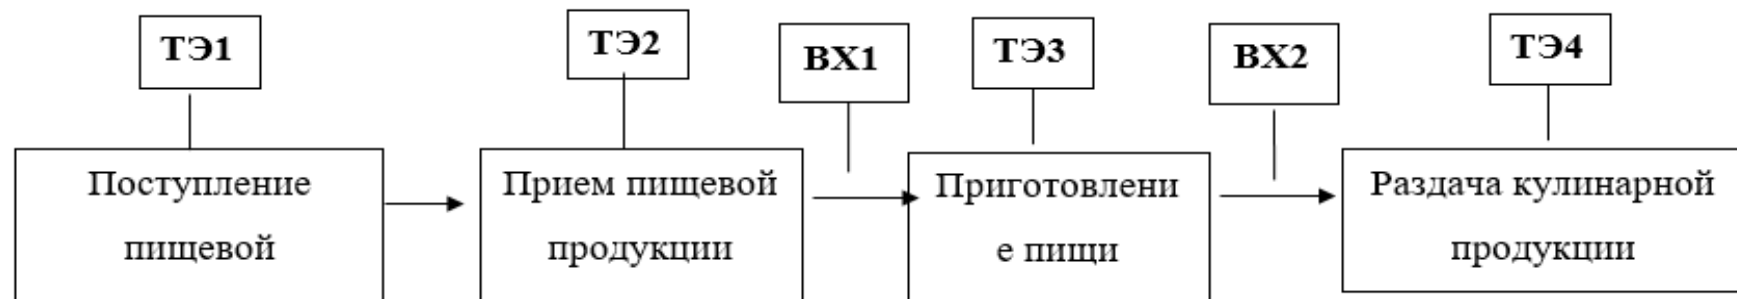 ТЭ1
ТЭ2
ВХ1
ТЭ3
ВХ2
ТЭ4
Поступление
пищевой
Прием пищевой
продукции
Приготовлени
е пищи
Раздача кулинарной
продукции